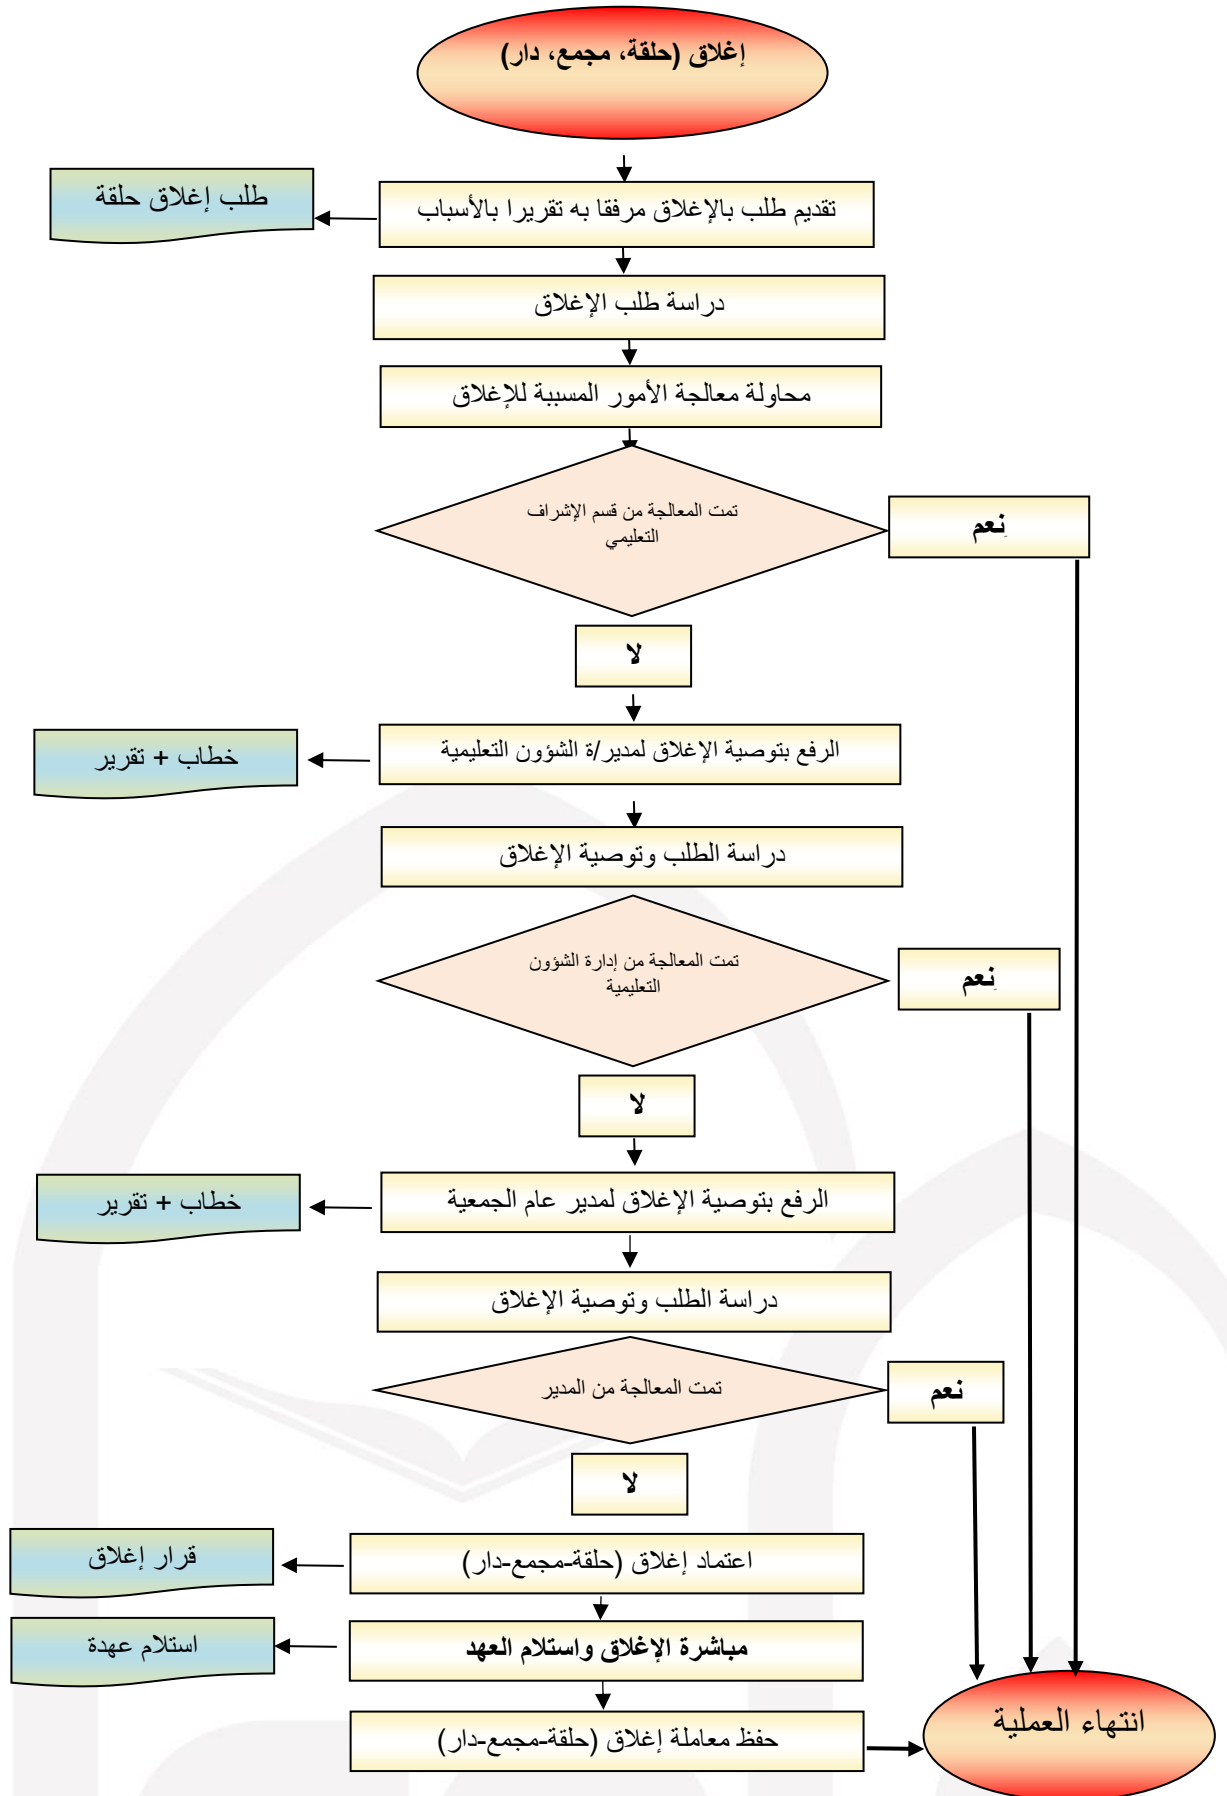 إغلاق (حلقة، مجمع، دار)
تقديم طلب بالإغلاق مرفقا به تقريرا بالأسباب
طلب إغلاق حلقة
دراسة طلب الإغلاق
محاولة معالجة الأمور المسببة للإغلاق
تمت المعالجة من قسم الإشراف
التعليمي
نعم
لا
الرفع بتوصية الإغلاق لمدير/ة الشؤون التعليمية
خطاب + تقرير
دراسة الطلب وتوصية الإغلاق
تمت المعالجة من إدارة الشؤون
التعليمية
نعم
لا
الرفع بتوصية الإغلاق لمدير عام الجمعية
خطاب + تقرير
دراسة الطلب وتوصية الإغلاق
تمت المعالجة من المدير
نعم
لا
اعتماد إغلاق (حلقة-مجمع-دار)
قرار إغلاق
مباشرة الإغلاق واستلام العهد
استلام عهدة
حفظ معاملة إغلاق (حلقة-مجمع-دار)
انتهاء العملية